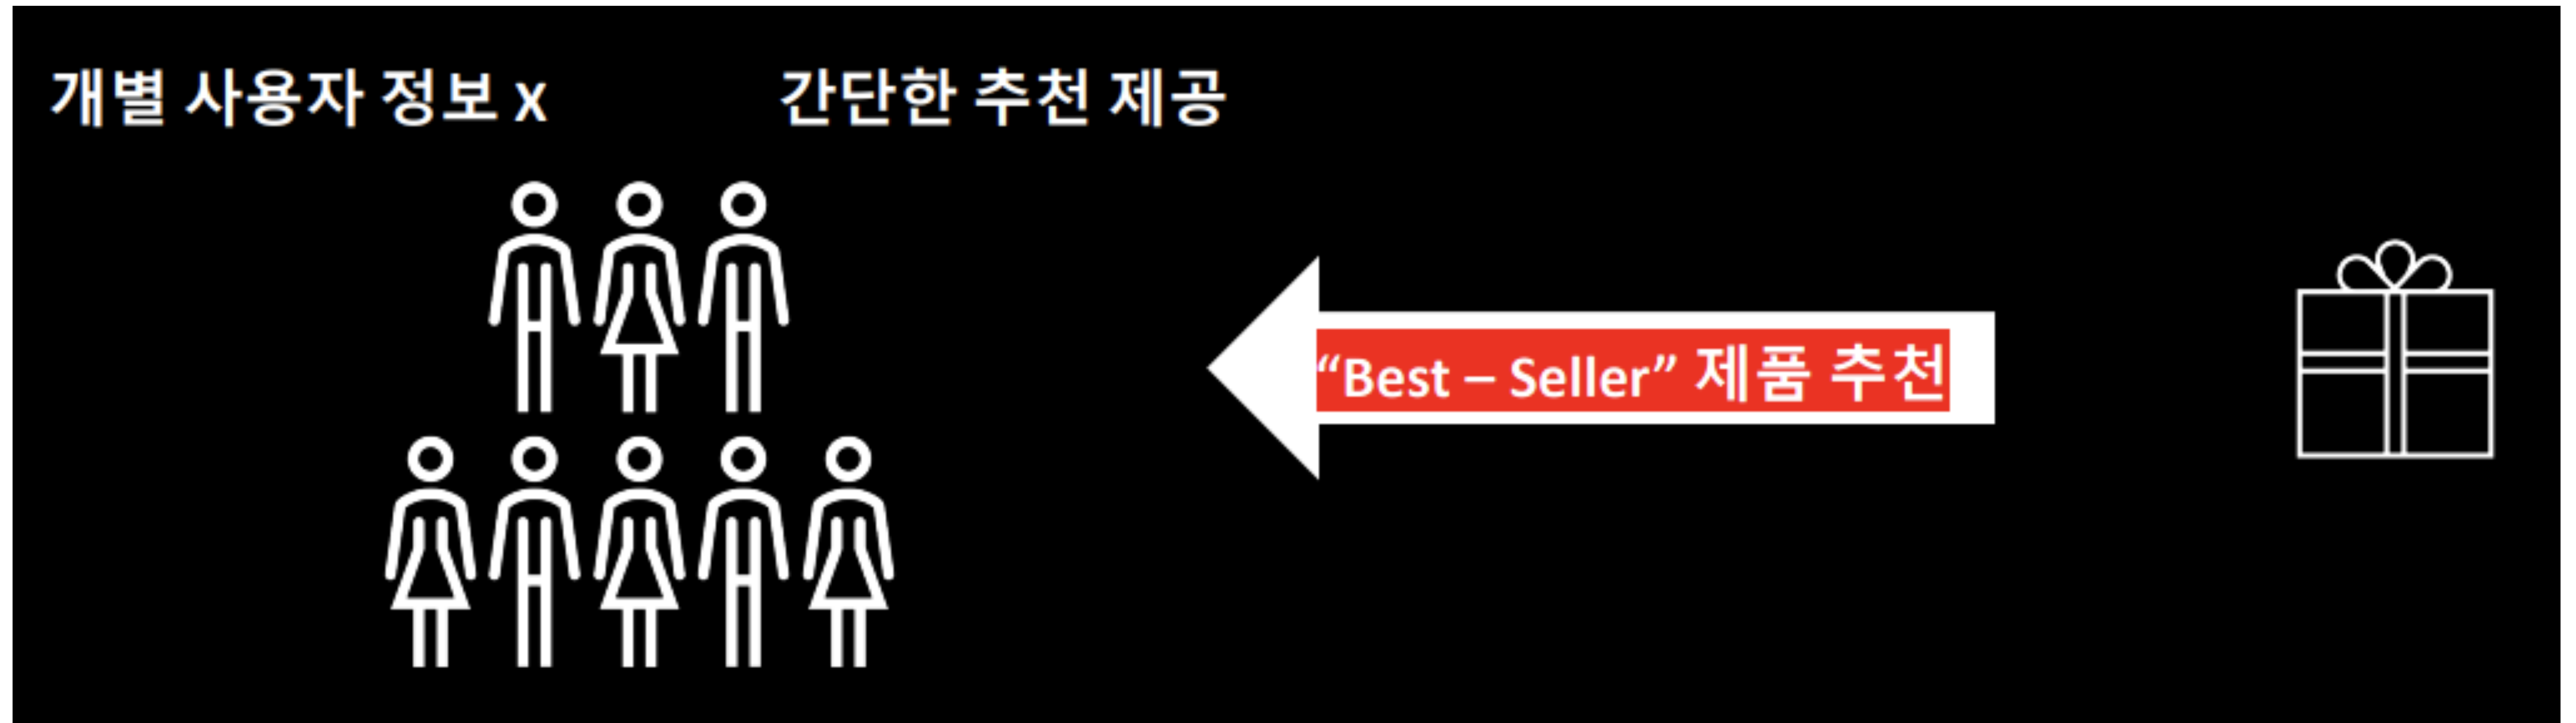 개별 사용자 정보 x 간단한 추천 제공
“Best – Seller” 제품 추천